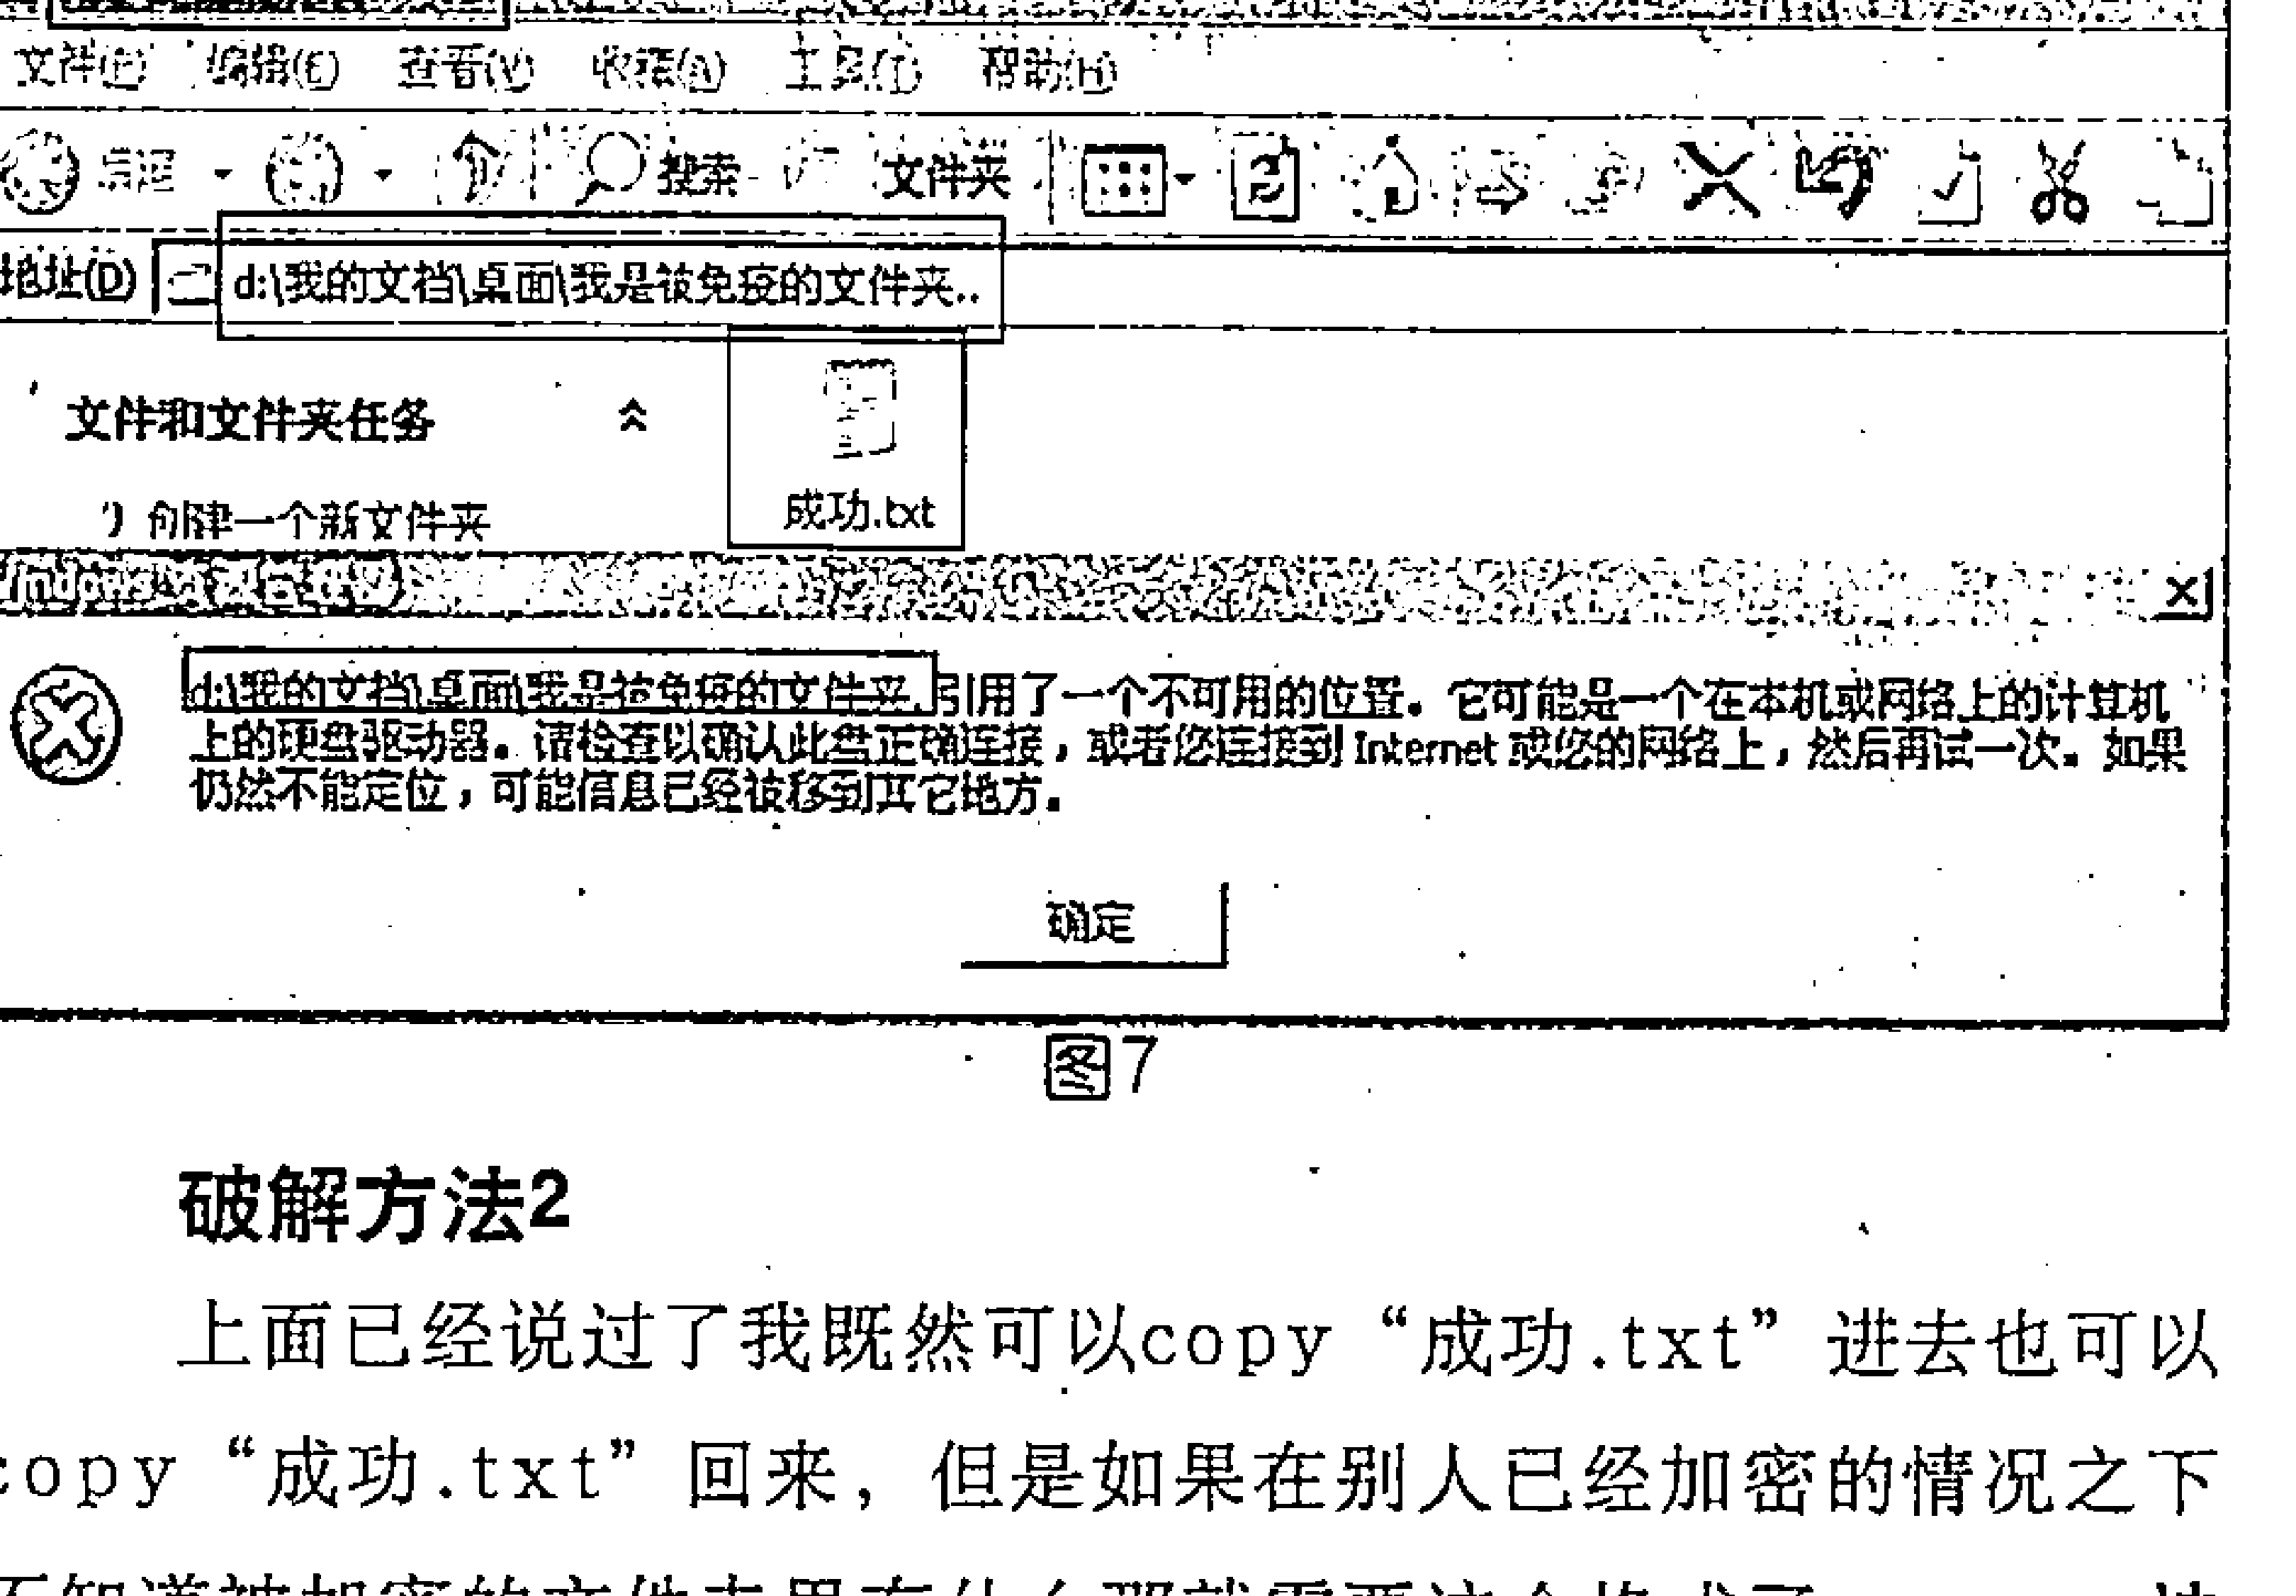 文件(F) 编辑(E) 查看(V) 收藏(A) 工具(T) 帮助(H)
后退 搜索 文件夹
地址(D) d:\我的文档\桌面\我是被免疫的文件夹..
文件和文件夹任务
成功.txt
创建一个新文件夹
d:\我的文档\桌面\我是被免疫的文件夹.引用了一个不可用的位置。它可能是一个在本机或网络上的计算机
上的硬盘驱动器。请检查以确认此盘正确连接，或者您连接到 Internet 或您的网络上，然后再试一次。如果
仍然不能定位，可能信息已经被移到其它地方。
确定
图7
破解方法2
上面已经说过了我既然可以copy“成功.txt”进去也可以
copy“成功.txt”回来，但是如果在别人已经加密的情况之下